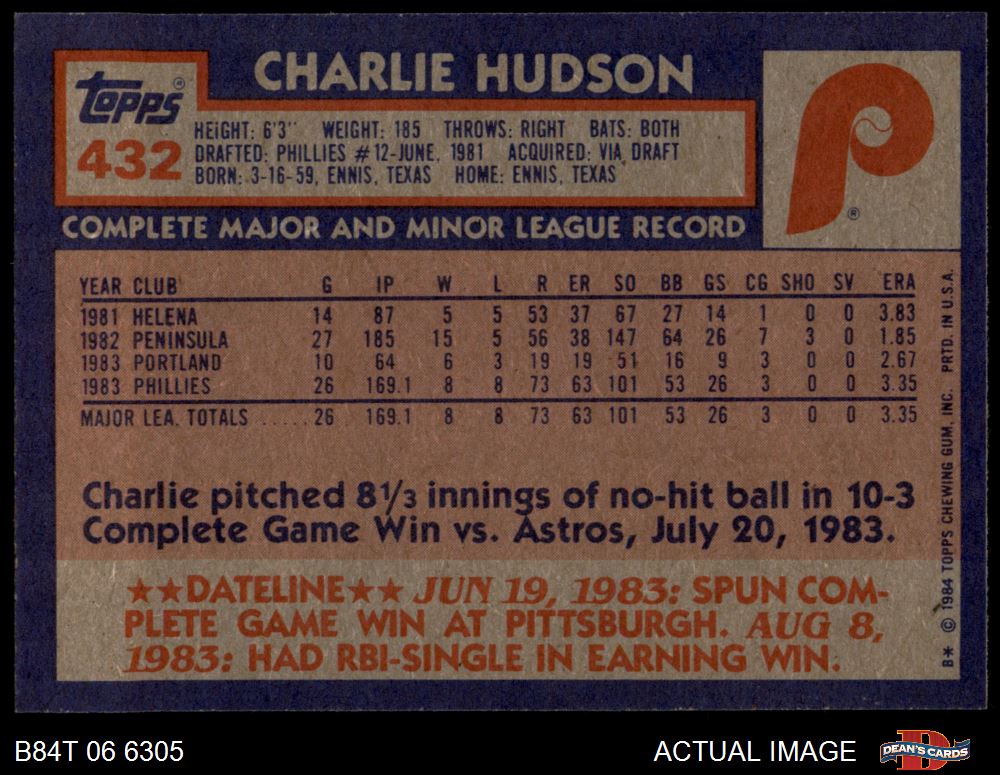 CHARLIE HUDSON
TOPPS®
432
HEIGHT: 6'3" WEIGHT: 185 THROWS: RIGHT BATS: BOTH
DRAFTED: PHILLIES #12-JUNE, 1981 ACQUIRED: VIA DRAFT
BORN: 3-16-59, ENNIS, TEXAS HOME: ENNIS, TEXAS
®
COMPLETE MAJOR AND MINOR LEAGUE RECORD
YEAR CLUB G IP W L R ER SO BB GS CG SHO SV ERA
1981 HELENA 14 87 5 5 53 37 67 27 14 1 0 0 3.83
1982 PENINSULA 27 185 15 5 56 38 147 64 26 7 3 0 1.85
1983 PORTLAND 10 64 6 3 19 19 51 16 9 3 0 0 2.67
1983 PHILLIES 26 169.1 8 8 73 63 101 53 26 3 0 0 3.35
MAJOR LEA. TOTALS ..... 26 169.1 8 8 73 63 101 53 26 3 0 0 3.35
Charlie pitched 8⅓ innings of no-hit ball in 10-3
Complete Game Win vs. Astros, July 20, 1983.
★★DATELINE★★ JUN 19, 1983: SPUN COM-
PLETE GAME WIN AT PITTSBURGH. AUG 8,
1983: HAD RBI-SINGLE IN EARNING WIN.
B* © 1984 TOPPS CHEWING GUM, INC. PRTD. IN U.S.A.
B84T 06 6305
ACTUAL IMAGE
DEAN'S CARDS